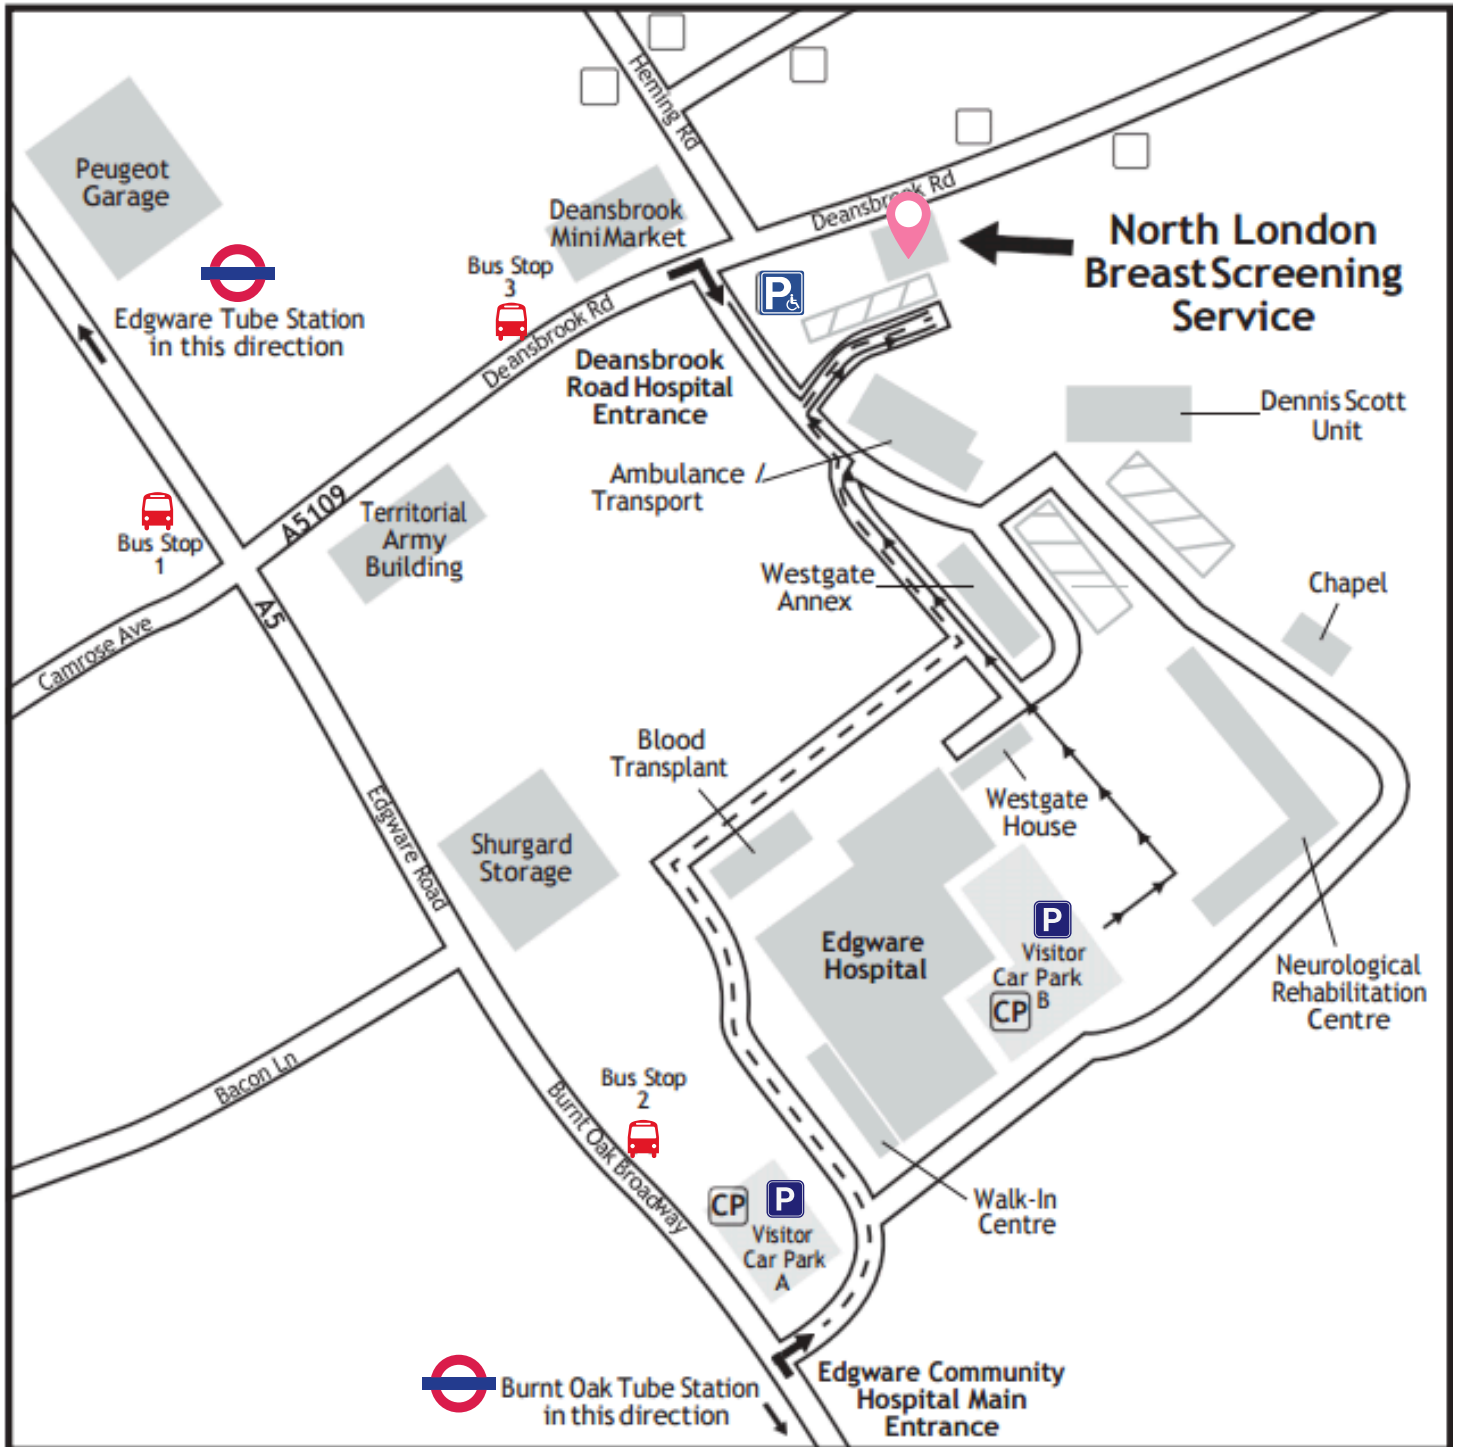 Heming Rd
Peugeot
Garage
Deansbrook Rd
Deansbrook
MiniMarket
North London
Breast Screening
Service
Bus Stop
3
P
Edgware Tube Station
in this direction
Deansbrook Rd
Deansbrook
Road Hospital
Entrance
Dennis Scott
Unit
Ambulance /
Transport
A5109
Territorial
Army
Building
Bus Stop
1
Westgate
Annex
Chapel
A5
Camrose Ave
Blood
Transplant
Westgate
House
Edgware Road
Shurgard
Storage
Edgware
Hospital
P
Visitor
Car Park
B
CP
Neurological
Rehabilitation
Centre
Bacon Ln
Bus Stop
2
Burnt Oak Broadway
CP
P
Visitor
Car Park
A
Walk-In
Centre
Burnt Oak Tube Station
in this direction
Edgware Community
Hospital Main
Entrance